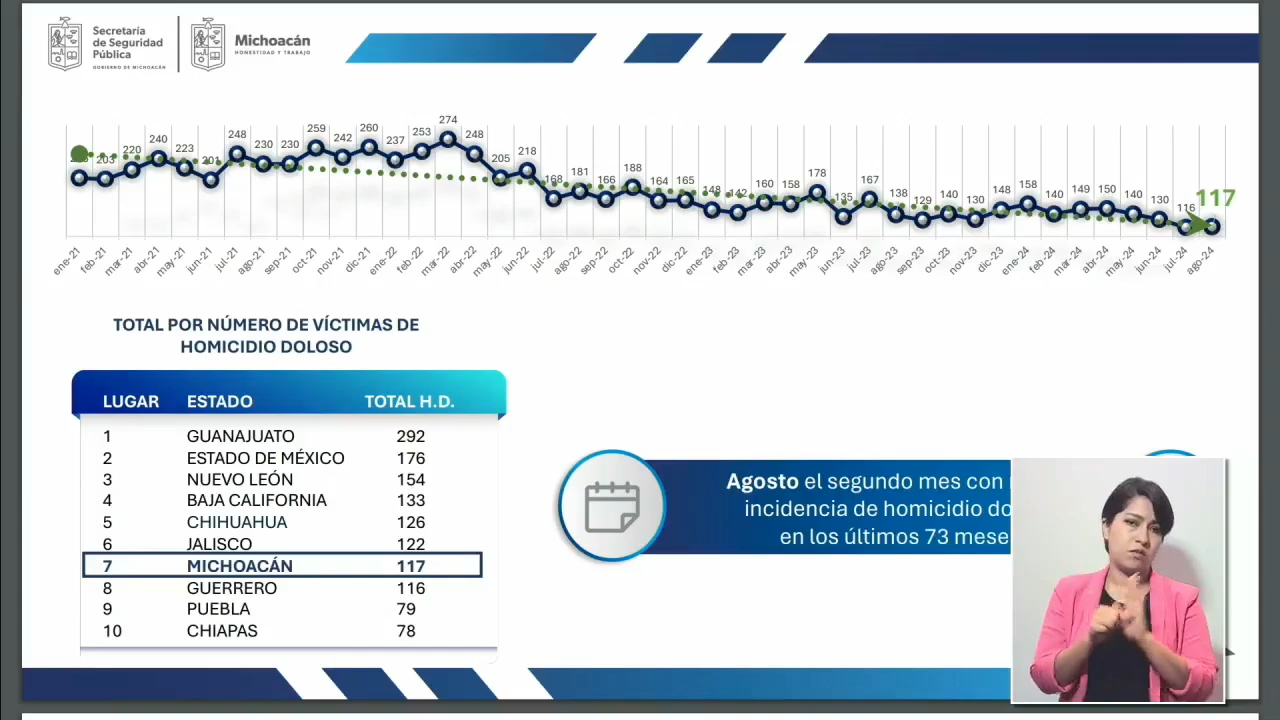 Secretaría
de Seguridad
Pública
GOBIERNO DE MICHOACÁN
Michoacán
HONESTIDAD Y TRABAJO
203 220 240 223 201 248 230 230 259 242 260 237 253 274 248 205 218 168 181 166 188 164 165 148 142 160 158 178 135 167 138 129 140 130 148 158 140 149 150 140 130 116 117
ene-21 feb-21 mar-21 abr-21 may-21 jun-21 jul-21 ago-21 sep-21 oct-21 nov-21 dic-21 ene-22 feb-22 mar-22 abr-22 may-22 jun-22 jul-22 ago-22 sep-22 oct-22 nov-22 dic-22 ene-23 feb-23 mar-23 abr-23 may-23 jun-23 jul-23 ago-23 sep-23 oct-23 nov-23 dic-23 ene-24 feb-24 mar-24 abr-24 may-24 jun-24 jul-24 ago-24
TOTAL POR NÚMERO DE VÍCTIMAS DE
HOMICIDIO DOLOSO
LUGAR ESTADO TOTAL H.D.
1 GUANAJUATO 292
2 ESTADO DE MÉXICO 176
3 NUEVO LEÓN 154
4 BAJA CALIFORNIA 133
5 CHIHUAHUA 126
6 JALISCO 122
7 MICHOACÁN 117
8 GUERRERO 116
9 PUEBLA 79
10 CHIAPAS 78
Agosto el segundo mes con
incidencia de homicidio do
en los últimos 73 mese